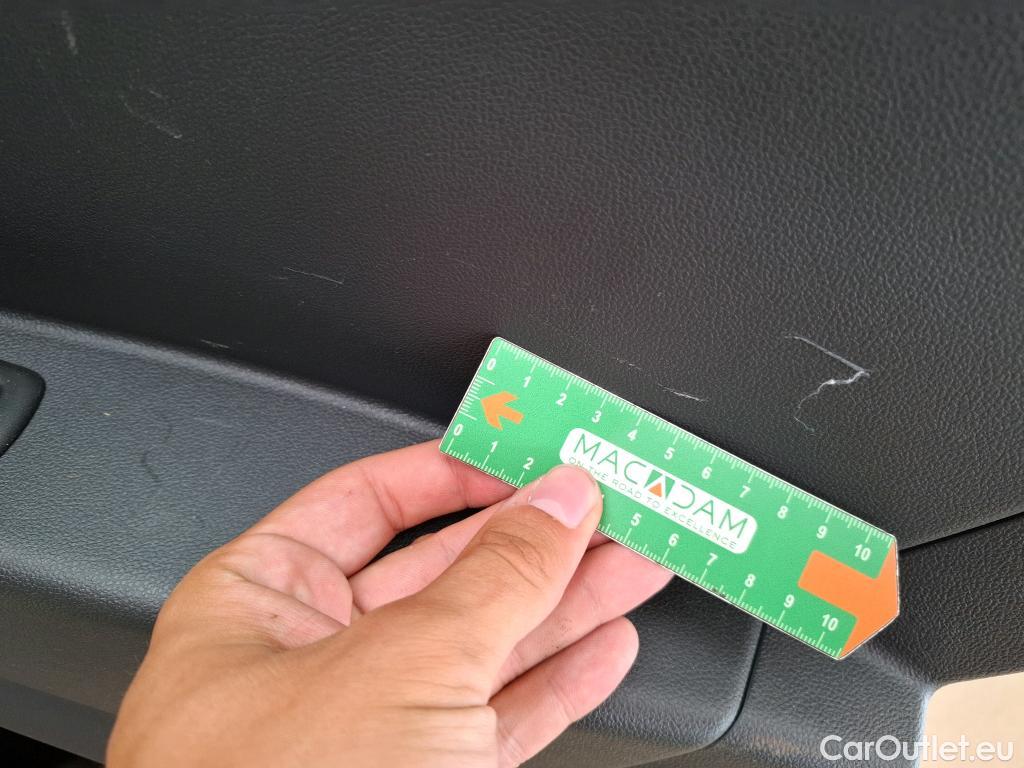 0 1 2 3 4 5 6 7 8 9 10
MACADAM
ON THE ROAD TO EXCELLENCE
0 1 2 5 6 7 8 9 10
CarOutlet.eu